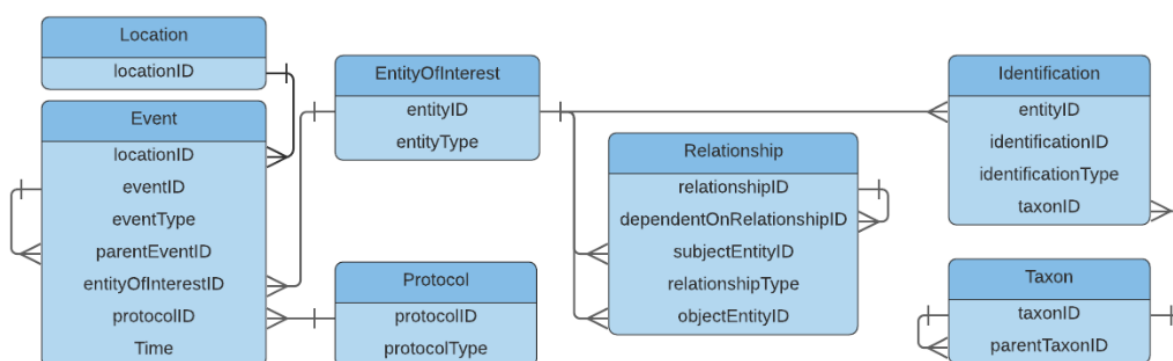 Location
locationID
Event
locationID
eventID
eventType
parentEventID
entityOfInterestID
protocolID
Time
EntityOfInterest
entityID
entityType
Protocol
protocolID
protocolType
Relationship
relationshipID
dependentOnRelationshipID
subjectEntityID
relationshipType
objectEntityID
Identification
entityID
identificationID
identificationType
taxonID
Taxon
taxonID
parentTaxonID